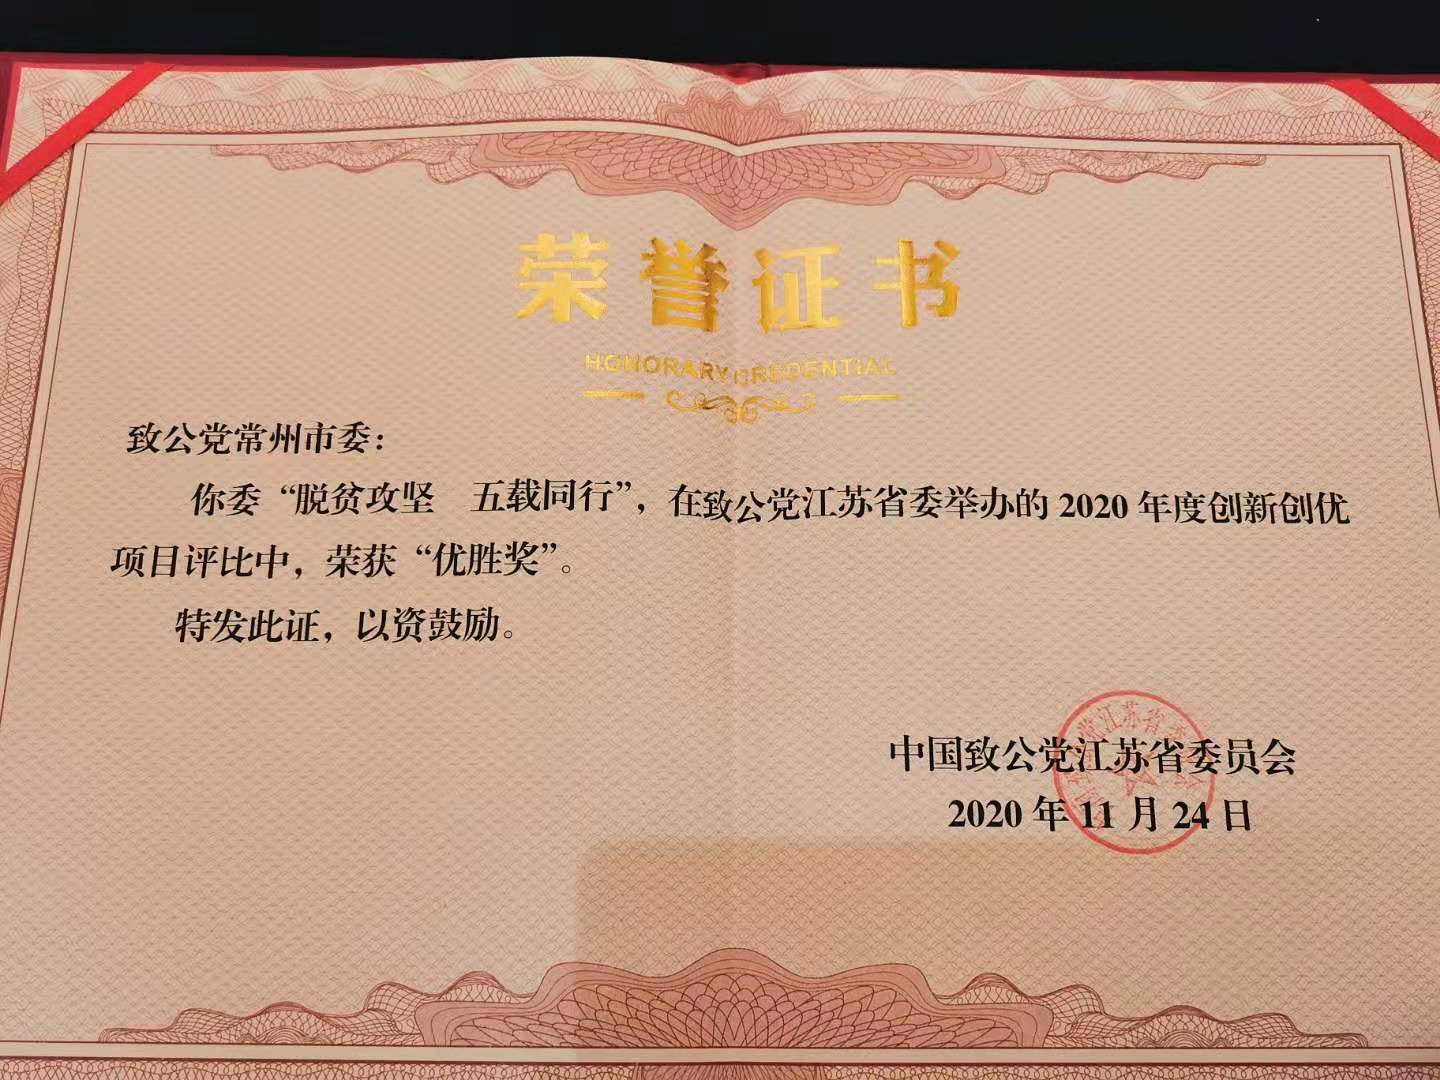 荣誉证书
HONORARY CREDENTIAL
致公党常州市委：
你委“脱贫攻坚 五载同行”，在致公党江苏省委举办的2020年度创新创优
项目评比中，荣获“优胜奖”。
特发此证，以资鼓励。
中国致公党江苏省委员会
2020年11月24日